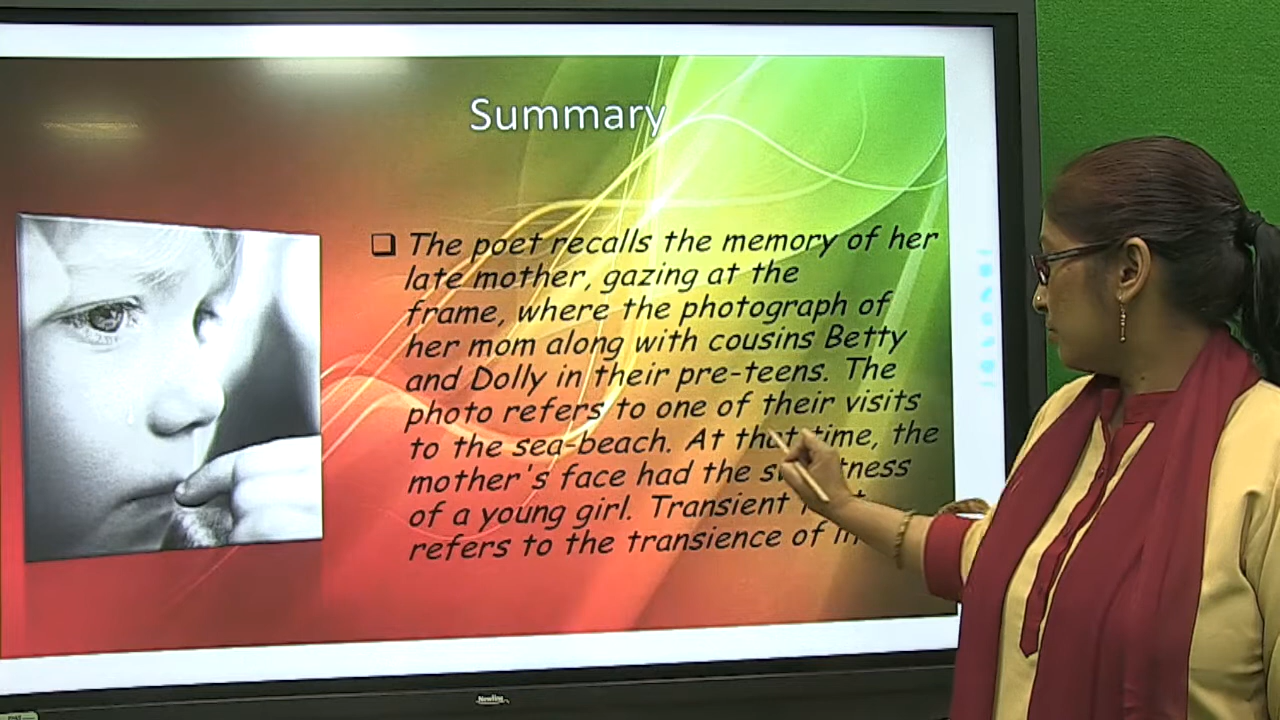 Summary
The poet recalls the memory of her
late mother, gazing at the
frame, where the photograph of
her mom along with cousins Betty
and Dolly in their pre-teens. The
photo refers to one of their visits
to the sea-beach. At that time, the
mother's face had the
of a young girl. Transient
refers to the transience of
Newline